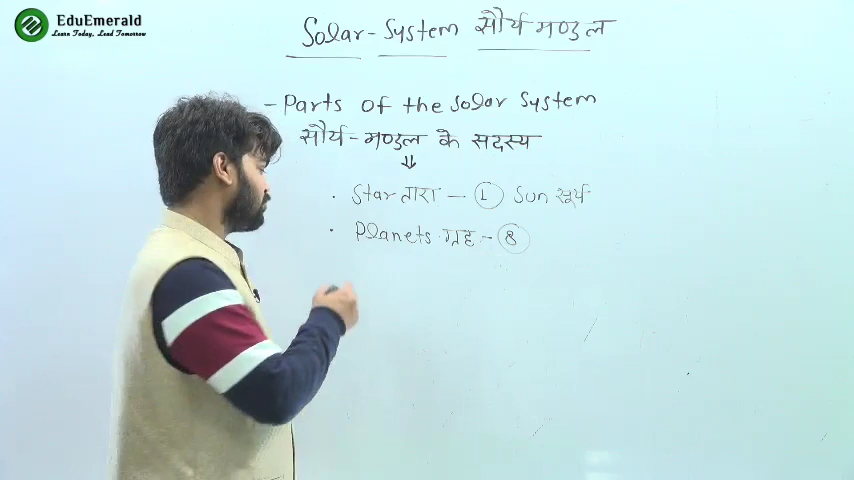 EduEmerald
Learn Today, Lead Tomorrow
Solar-System सौर्य मण्डल
- Parts of the Solar System
सौर्य-मण्डल के सदस्य
⇓
· Star तारा - 1 Sun सूर्य
· Planets ग्रह - 8